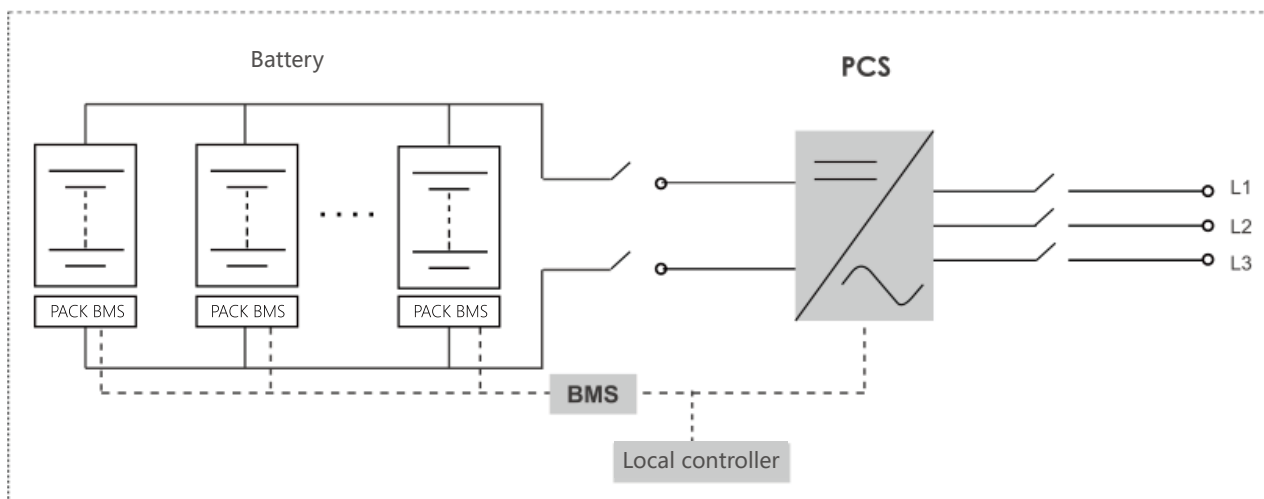 Battery
PCS
L1
L2
L3
PACK BMS
PACK BMS
PACK BMS
BMS
Local controller